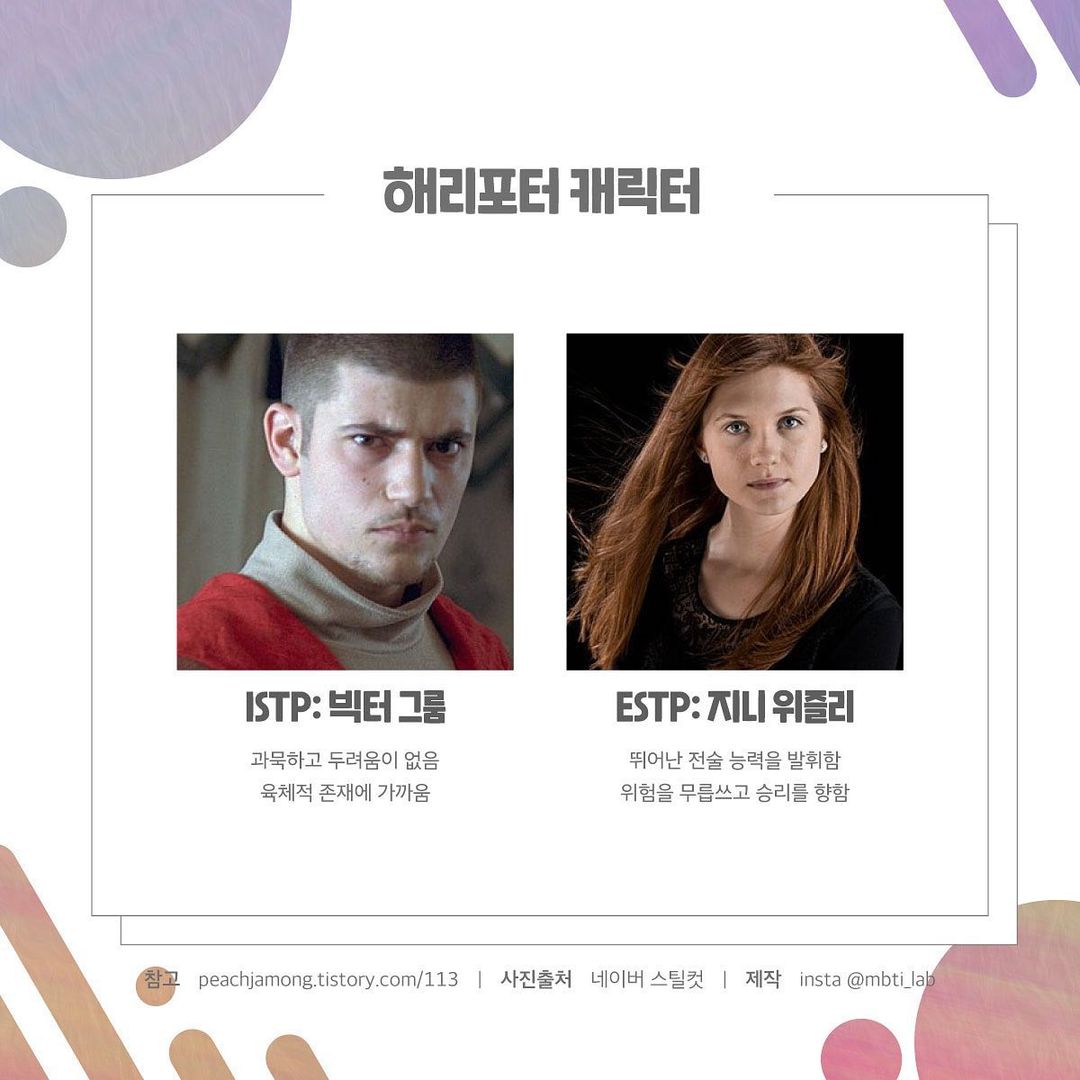 해리포터 캐릭터
ISTP: 빅터 그룸
과묵하고 두려움이 없음
육체적 존재에 가까움
ESTP: 지니 위즐리
뛰어난 전술 능력을 발휘함
위험을 무릅쓰고 승리를 향함
참고 peachjamong.tistory.com/113 | 사진출처 네이버 스틸컷 | 제작 insta @mbti_lab